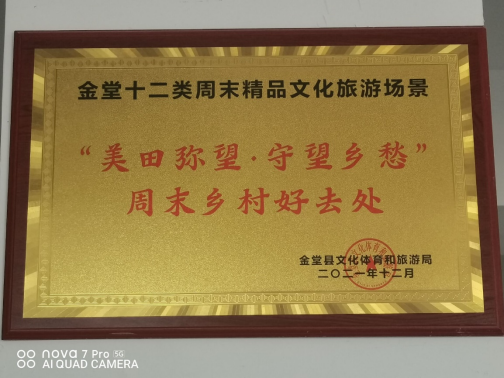 金堂十二类周末精品文化旅游场景
“美田弥望·守望乡愁”
周末乡村好去处
金堂县文化体育和旅游局
二〇二一年十二月
nova 7 Pro 5G
AI QUAD CAMERA